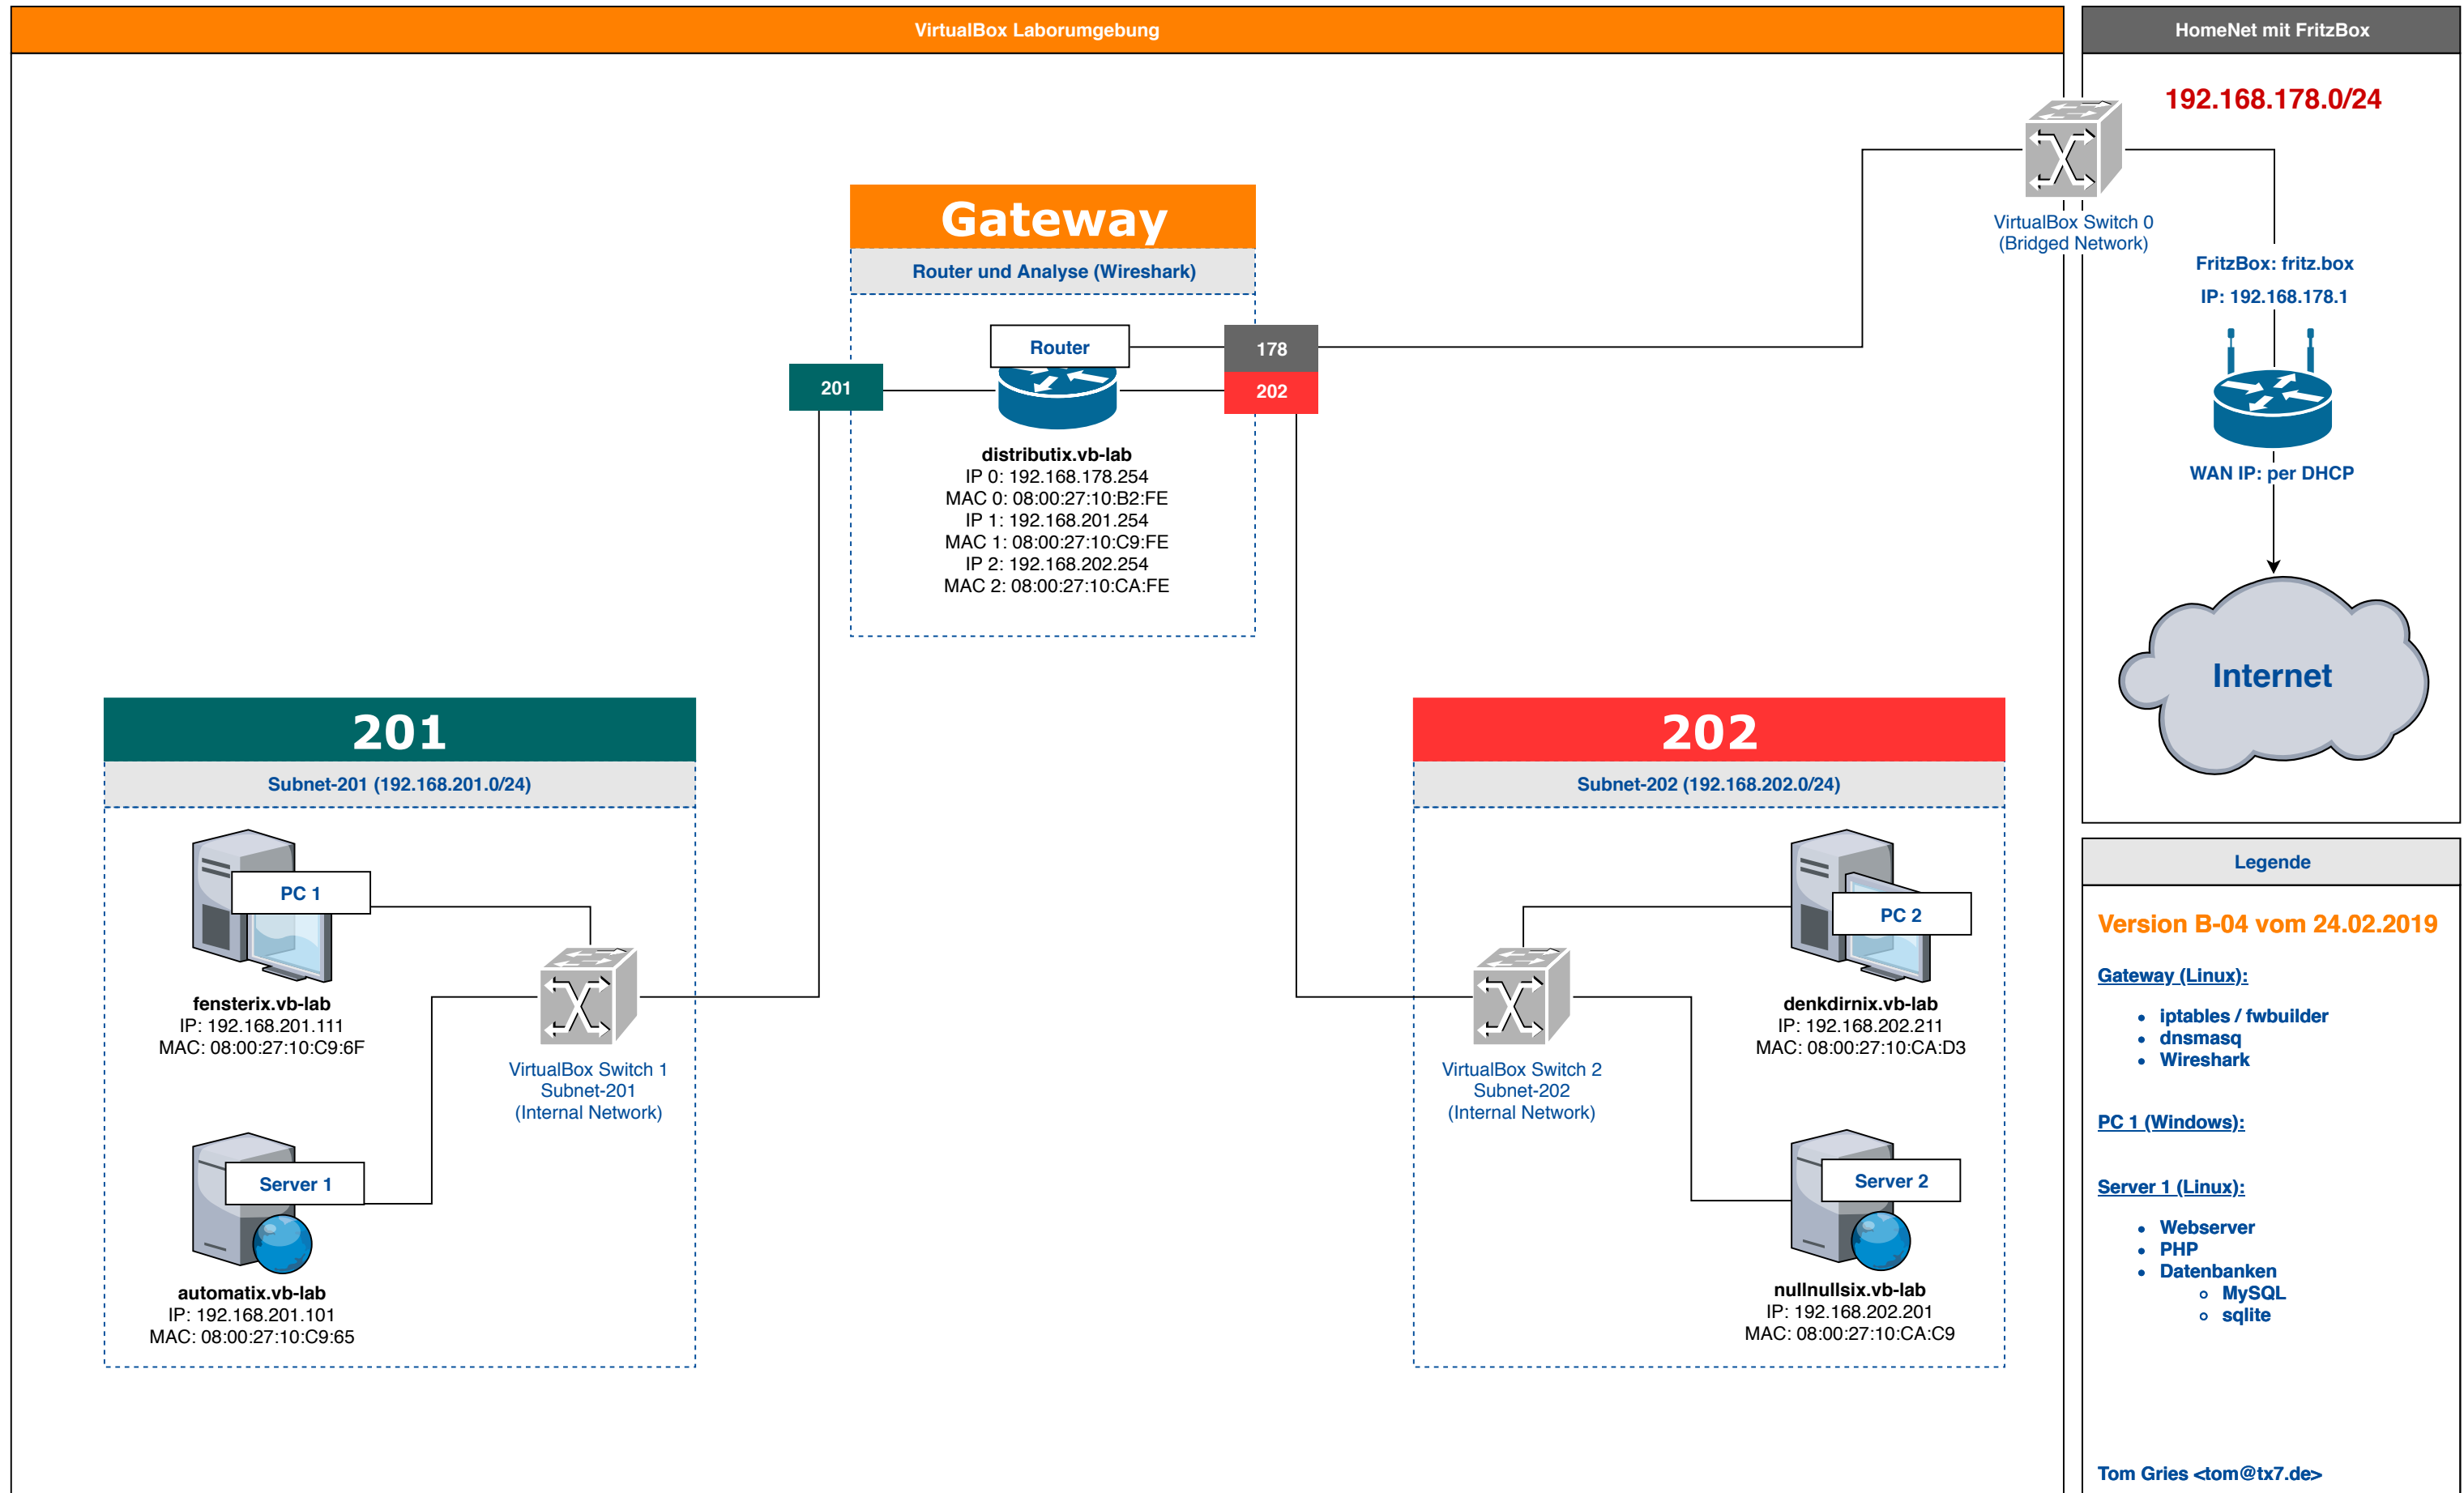 VirtualBox Laborumgebung
HomeNet mit FritzBox
192.168.178.0/24
VirtualBox Switch 0
(Bridged Network)
FritzBox: fritz.box
IP: 192.168.178.1
WAN IP: per DHCP
Internet
Gateway
Router und Analyse (Wireshark)
Router
178
201
202
distributix.vb-lab
IP 0: 192.168.178.254
MAC 0: 08:00:27:10:B2:FE
IP 1: 192.168.201.254
MAC 1: 08:00:27:10:C9:FE
IP 2: 192.168.202.254
MAC 2: 08:00:27:10:CA:FE
201
Subnet-201 (192.168.201.0/24)
PC 1
fensterix.vb-lab
IP: 192.168.201.111
MAC: 08:00:27:10:C9:6F
VirtualBox Switch 1
Subnet-201
(Internal Network)
Server 1
automatix.vb-lab
IP: 192.168.201.101
MAC: 08:00:27:10:C9:65
202
Subnet-202 (192.168.202.0/24)
PC 2
denkdirnix.vb-lab
IP: 192.168.202.211
MAC: 08:00:27:10:CA:D3
VirtualBox Switch 2
Subnet-202
(Internal Network)
Server 2
nullnullsix.vb-lab
IP: 192.168.202.201
MAC: 08:00:27:10:CA:C9
Legende
Version B-04 vom 24.02.2019
Gateway (Linux):
• iptables / fwbuilder
• dnsmasq
• Wireshark
PC 1 (Windows):
Server 1 (Linux):
• Webserver
• PHP
• Datenbanken
◦ MySQL
◦ sqlite
Tom Gries <tom@tx7.de>